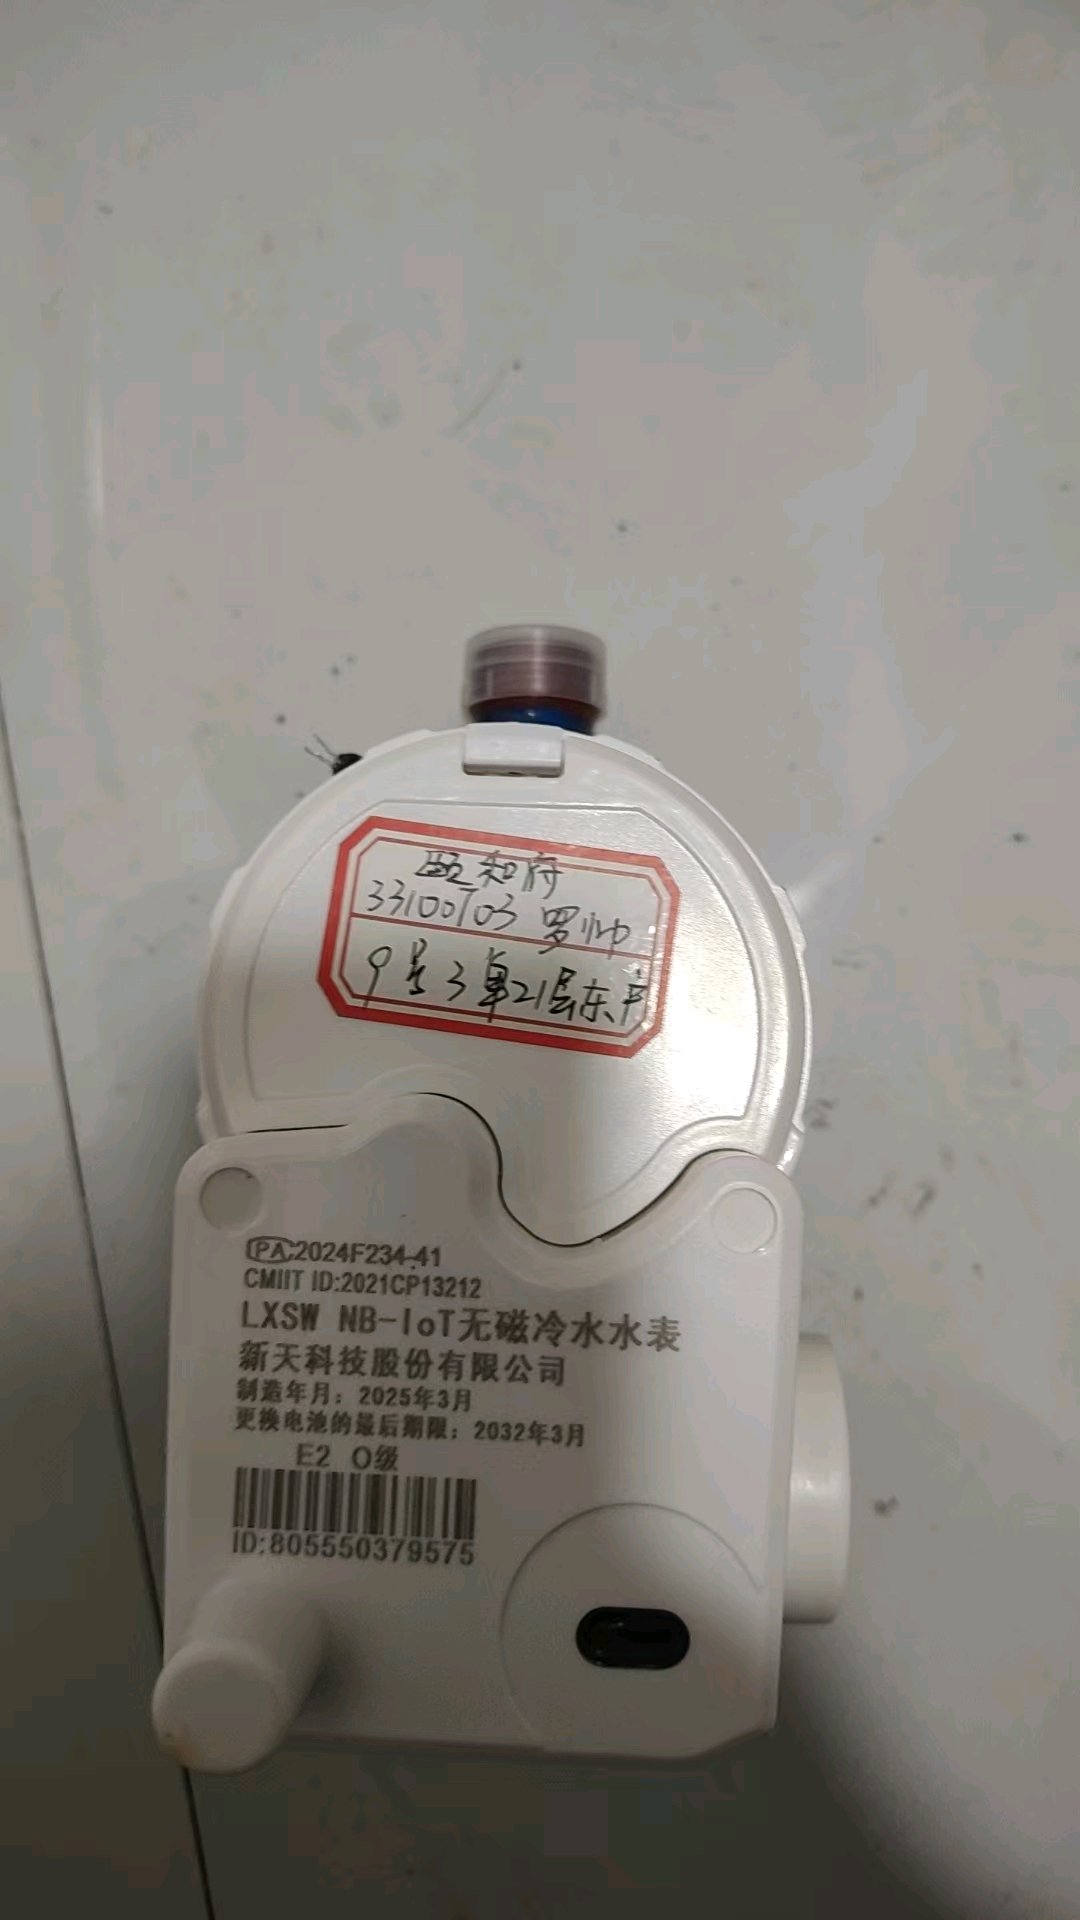 颐和府
33100703 罗帅
9号3单21层东户
PA:2024F234-41
CMIIT ID:2021CP13212
LXSW NB-IoT无磁冷水水表
新天科技股份有限公司
制造年月：2025年3月
更换电池的最后期限：2032年3月
E2 O级
ID:805550379575